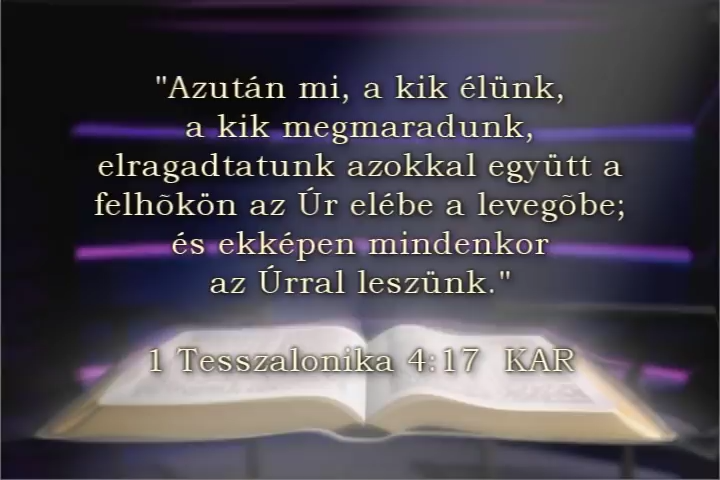 "Azután mi, a kik élünk,
a kik megmaradunk,
elragadtatunk azokkal együtt a
felhõkön az Úr elébe a levegõbe;
és ekképen mindenkor
az Úrral leszünk."
1 Tesszalonika 4:17  KAR